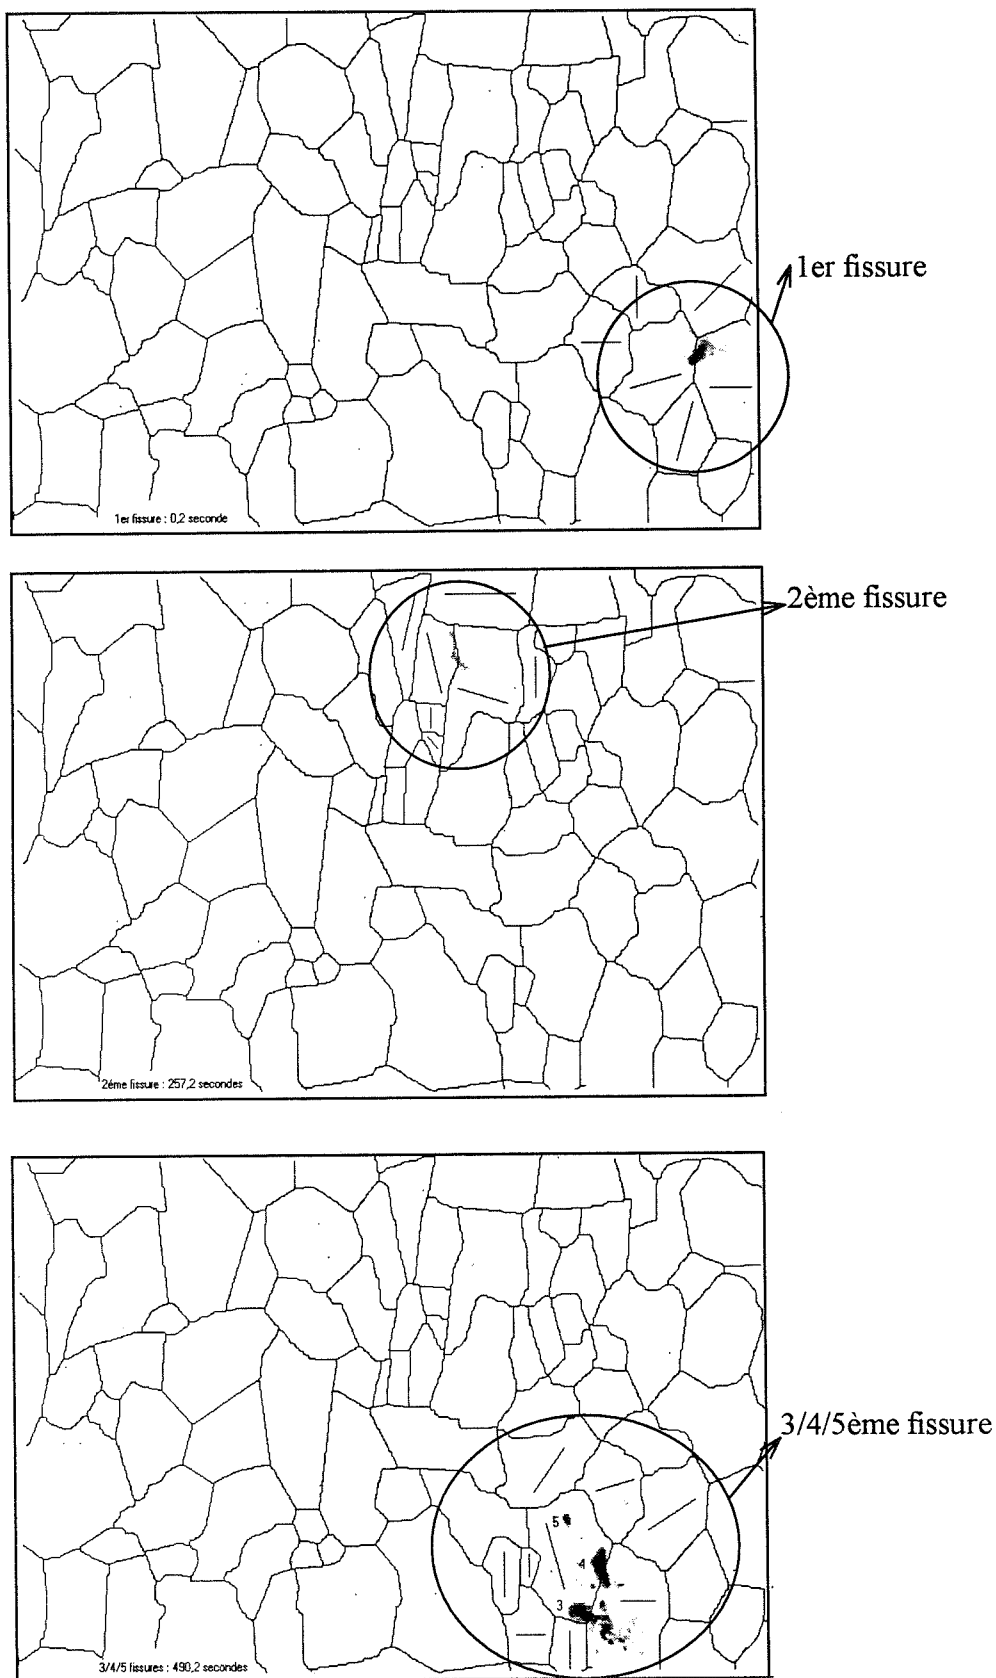 1er fissure
1er fissure : 0,2 seconde
2ème fissure
2éme fissure : 257,2 secondes
3/4/5ème fissure
5
4
3
3/4/5 fissures : 490,2 secondes